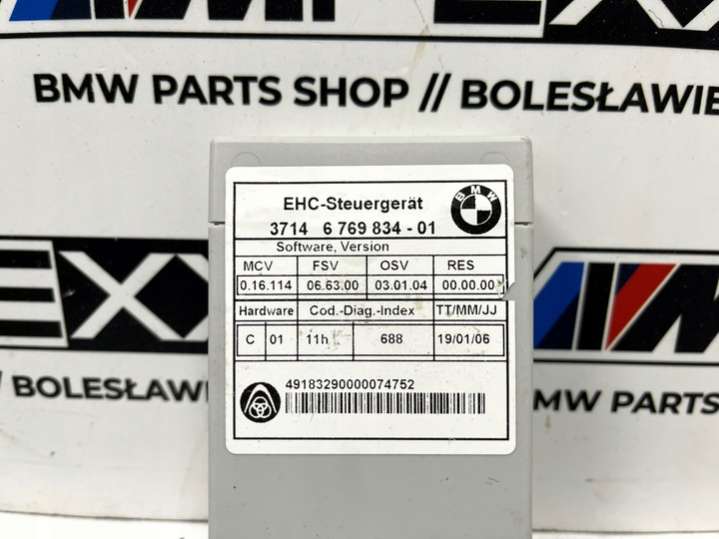 BMW PARTS SHOP // BOLESŁAWIE
EHC-Steuergerät
BMW
3714 6 769 834 - 01
Software, Version
MCV FSV OSV RES
0.16.114 06.63.00 03.01.04 00.00.00
Hardware Cod.-Diag.-Index TT/MM/JJ
C 01 11h 688 19/01/06
49183290000074752
// BOLESŁAW
MW PARTS S